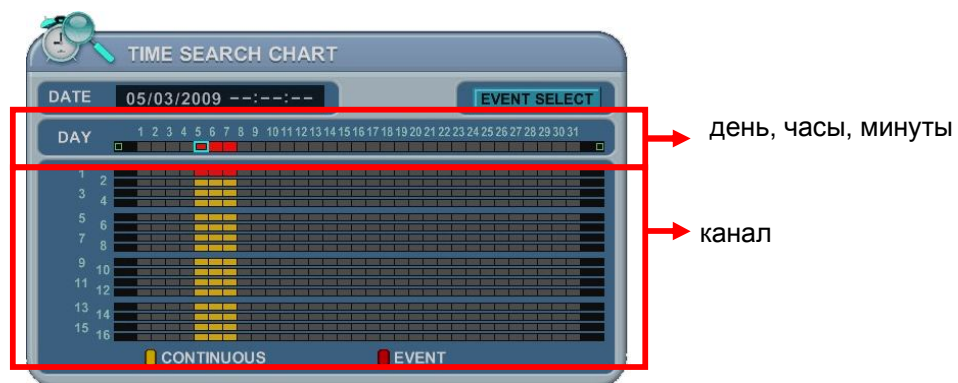 TIME SEARCH CHART
DATE 05/03/2009 --:--:-- EVENT SELECT
DAY 1 2 3 4 5 6 7 8 9 10 11 12 13 14 15 16 17 18 19 20 21 22 23 24 25 26 27 28 29 30 31
день, часы, минуты
1
2
3
4
5
6
7
8
канал
9
10
11
12
13
14
15
16
CONTINUOUS EVENT